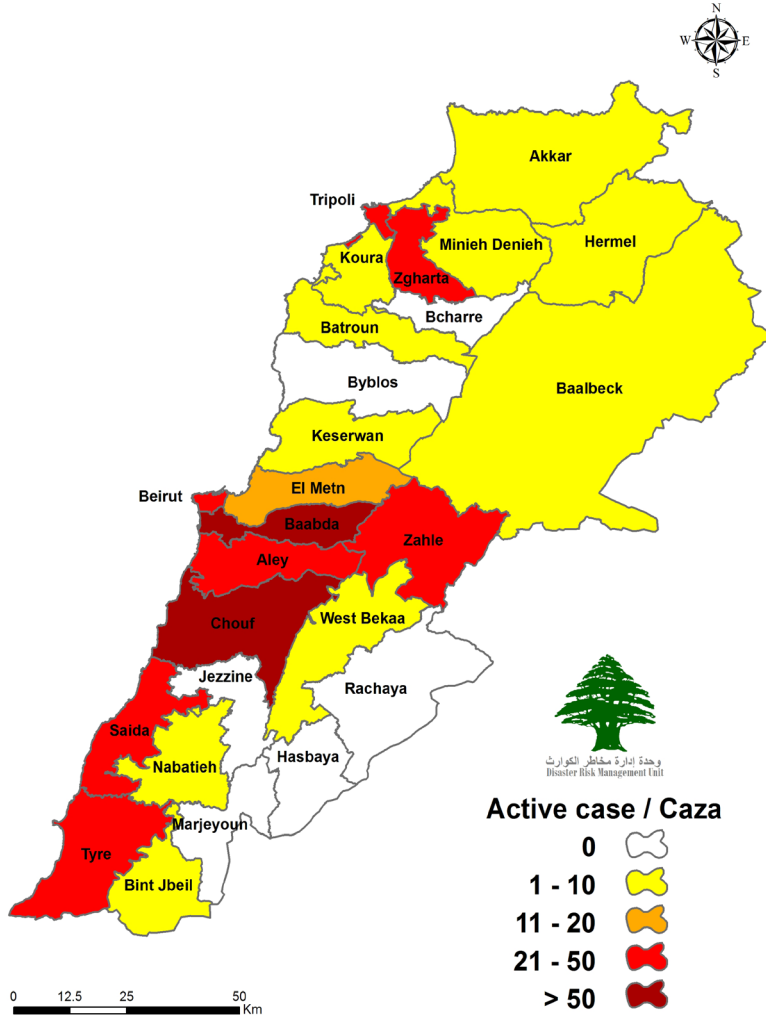 N
W
E
S
Akkar
Tripoli
Minieh Denieh
Hermel
Koura
Zgharta
Bcharre
Batroun
Byblos
Baalbeck
Keserwan
El Metn
Beirut
Baabda
Zahle
Aley
West Bekaa
Chouf
Jezzine
Rachaya
Saida
Hasbaya
Nabatieh
Marjeyoun
Tyre
Bint Jbeil
وحدة إدارة مخاطر الكوارث
Disaster Risk Management Unit
Active case / Caza
0
1 - 10
11 - 20
21 - 50
> 50
0 12.5 25 50
Km